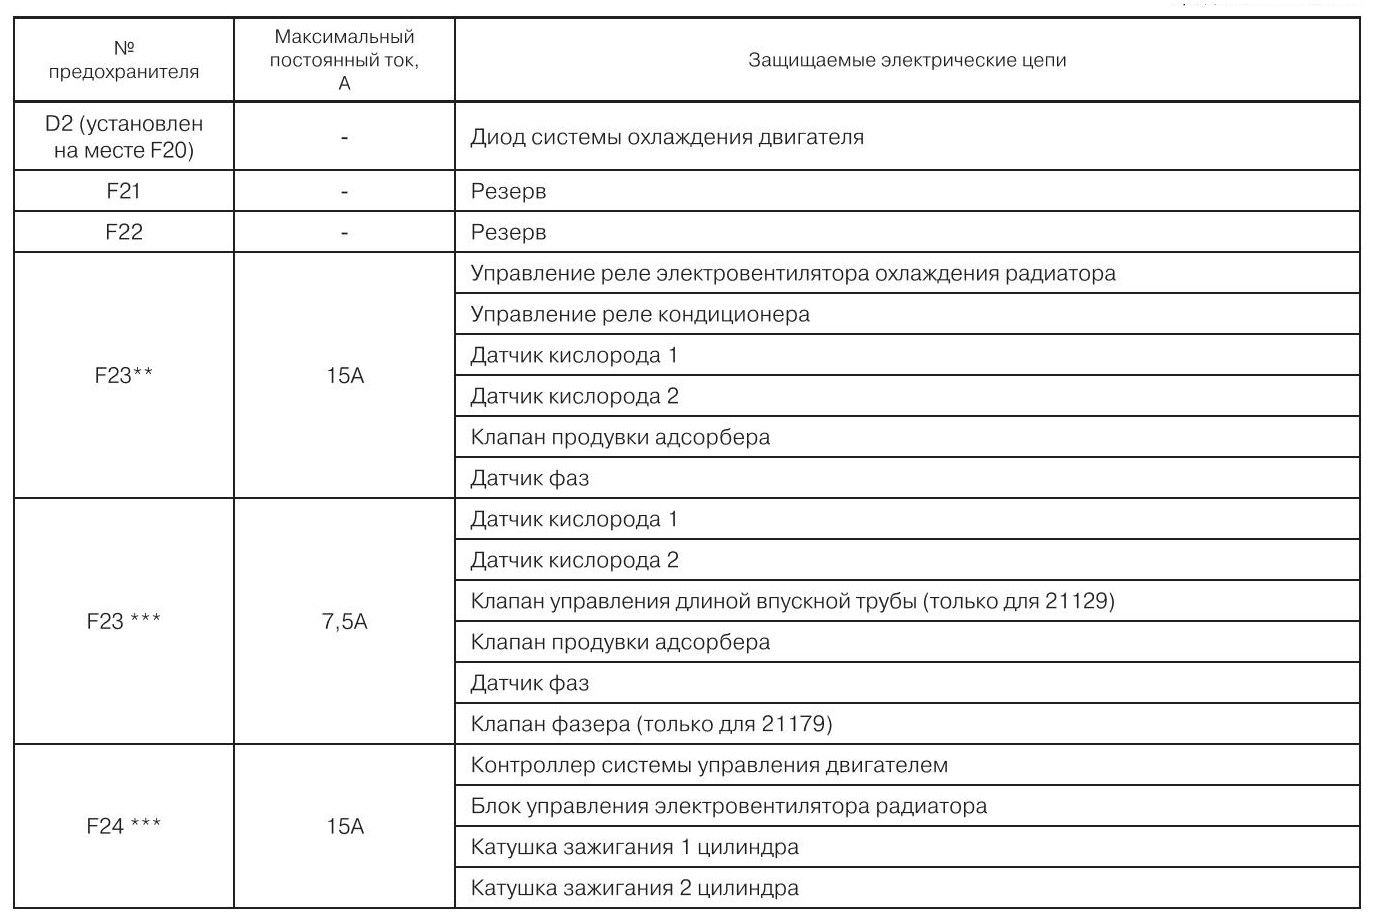 №
предохранителя
Максимальный
постоянный ток,
А
Защищаемые электрические цепи
D2 (установлен
на месте F20)
-
Диод системы охлаждения двигателя
F21
-
Резерв
F22
-
Резерв
F23**
15А
Управление реле электровентилятора охлаждения радиатора
Управление реле кондиционера
Датчик кислорода 1
Датчик кислорода 2
Клапан продувки адсорбера
Датчик фаз
F23 ***
7,5А
Датчик кислорода 1
Датчик кислорода 2
Клапан управления длиной впускной трубы (только для 21129)
Клапан продувки адсорбера
Датчик фаз
Клапан фазера (только для 21179)
F24 ***
15А
Контроллер системы управления двигателем
Блок управления электровентилятора радиатора
Катушка зажигания 1 цилиндра
Катушка зажигания 2 цилиндра